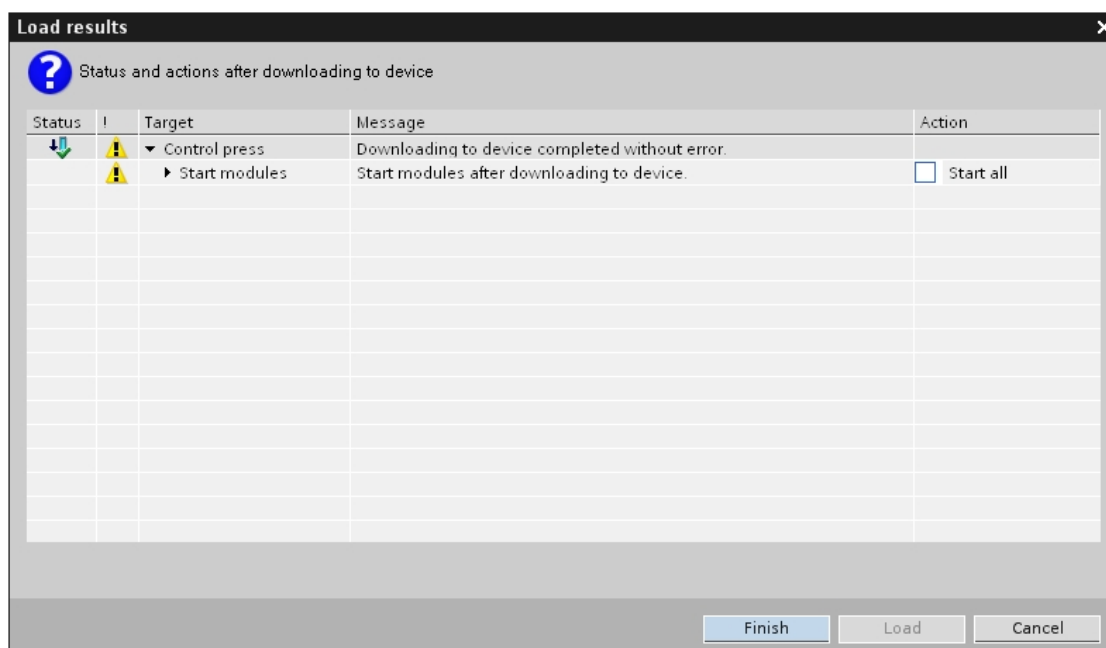 Load results
Status and actions after downloading to device
Status ! Target Message Action
Control press Downloading to device completed without error.
Start modules Start modules after downloading to device. Start all
Finish Load Cancel